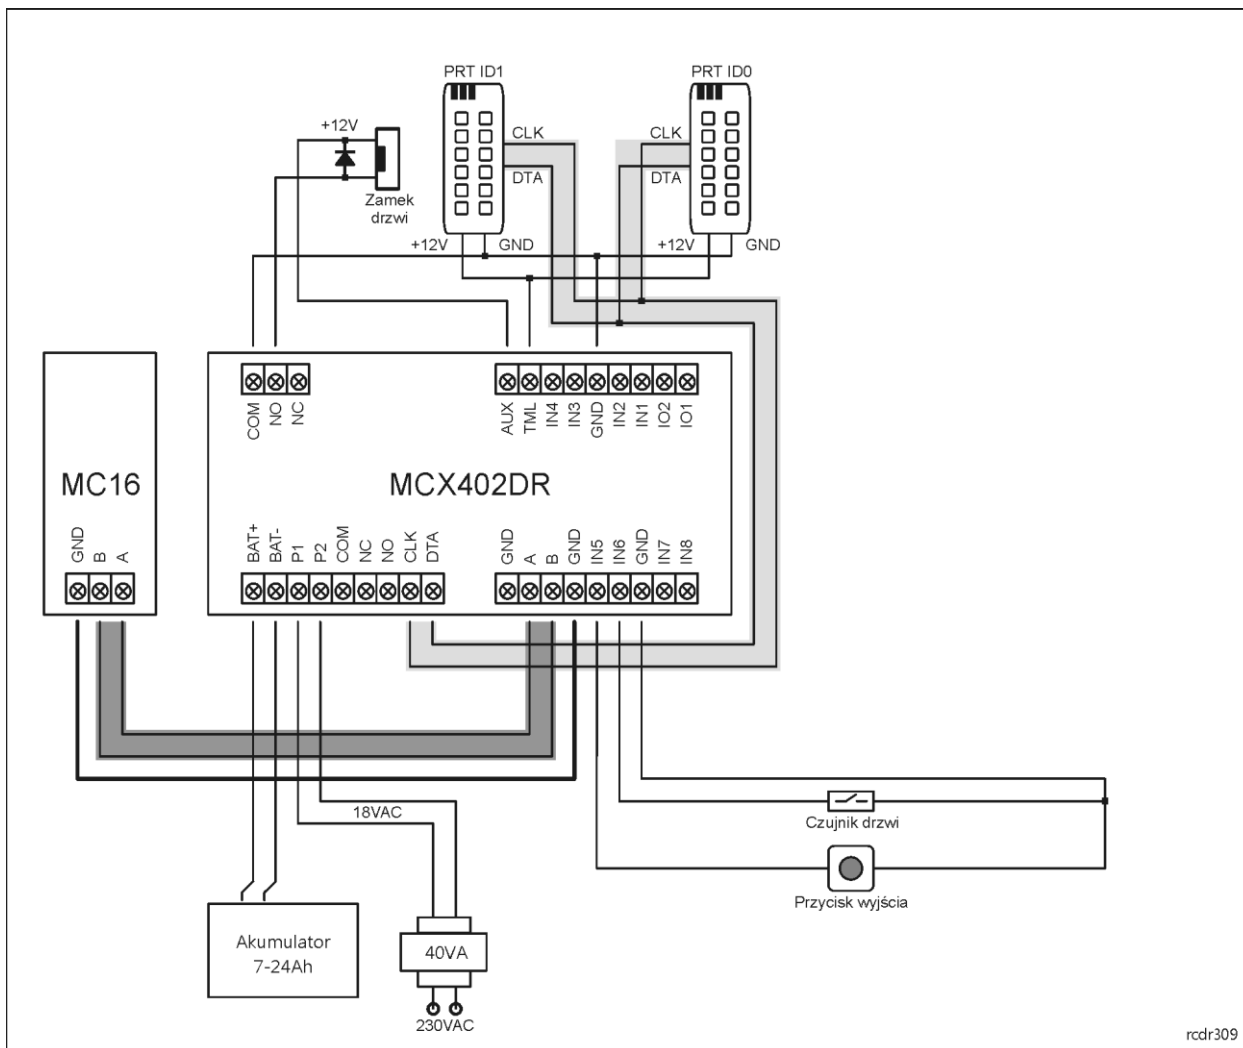 PRT ID1
PRT ID0
+12V
CLK
CLK
DTA
DTA
Zamek
drzwi
+12V
GND
+12V
GND
COM
NO
NC
AUX
TML
IN4
IN3
GND
IN2
IN1
IO2
IO1
MC16
MCX402DR
GND
B
A
BAT+
BAT-
P1
P2
COM
NC
NO
CLK
DTA
GND
A
B
GND
IN5
IN6
GND
IN7
IN8
18VAC
Czujnik drzwi
Przycisk wyjścia
Akumulator
7-24Ah
40VA
230VAC
rcdr309